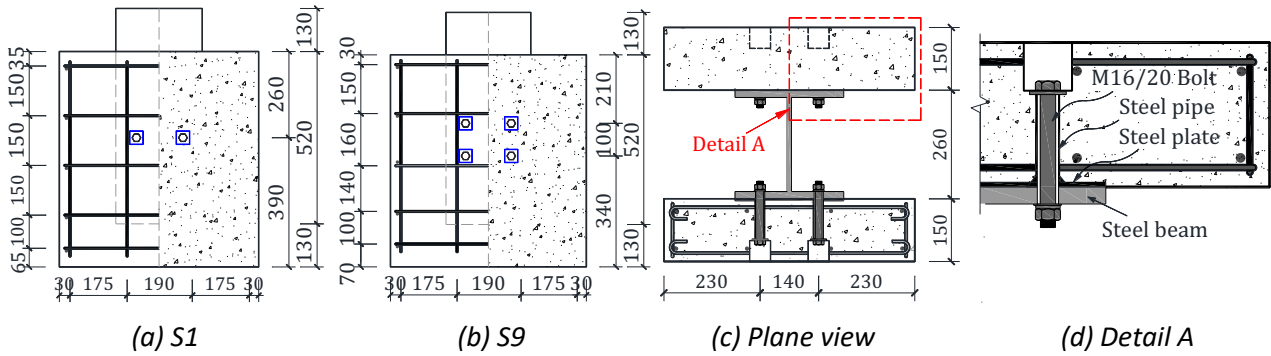 35
150
150
150
100
65
130
260
520
390
130
30 175 190 175 30
(a) S1
30
150
160
140
100
70
130
210
100
520
340
130
30 175 190 175 30
(b) S9
130
150
Detail A
260
150
230 140 230
(c) Plane view
M16/20 Bolt
Steel pipe
Steel plate
Steel beam
(d) Detail A